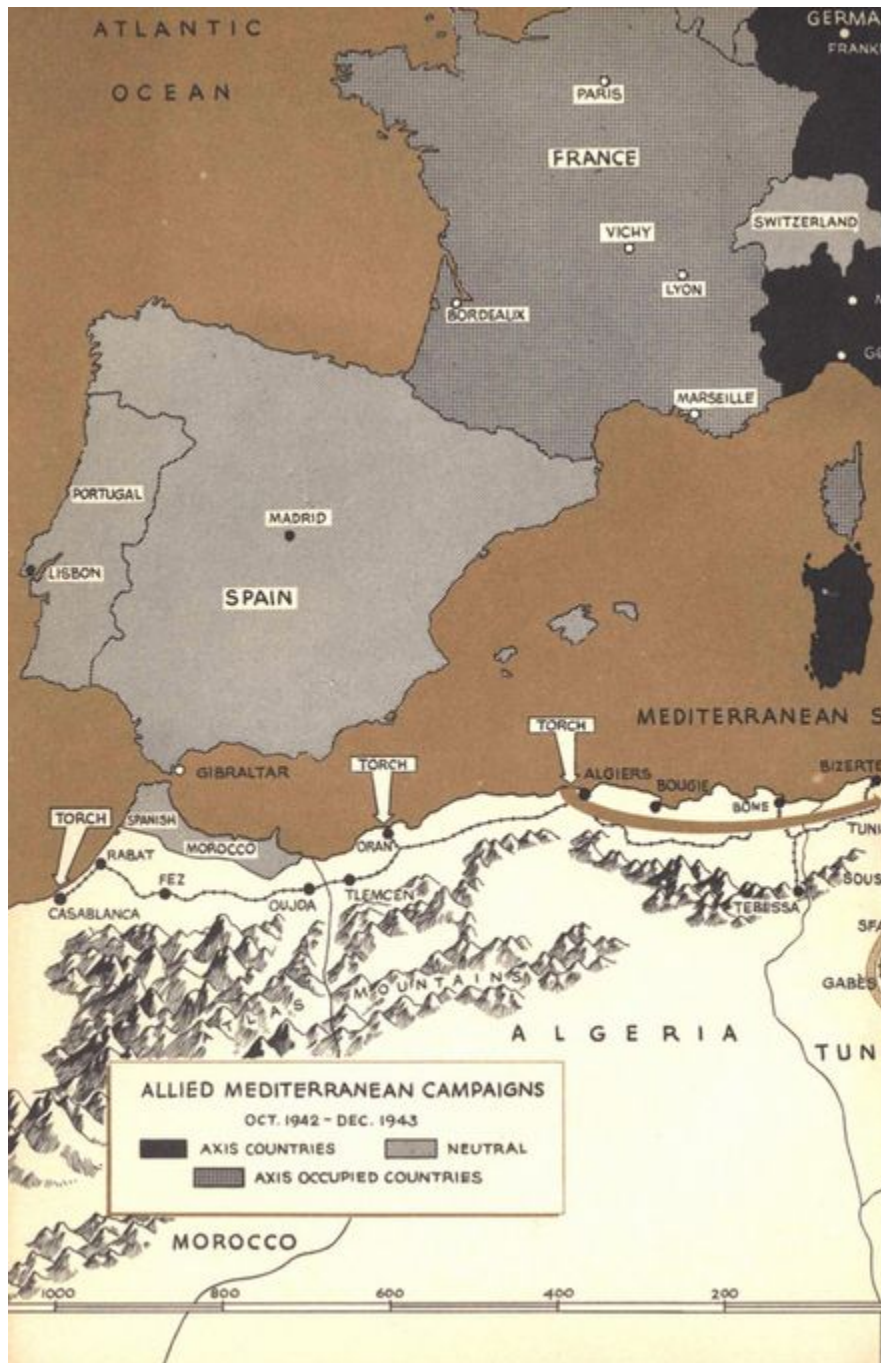 ATLANTIC
OCEAN
GERMA
FRANK
PARIS
FRANCE
SWITZERLAND
VICHY
LYON
BORDEAUX
MARSEILLE
PORTUGAL
MADRID
LISBON
SPAIN
MEDITERRANEAN S
TORCH
GIBRALTAR
TORCH
ALGIERS
BOUGIE
BÔNE
BIZERTE
TORCH
SPANISH
MOROCCO
ORAN
TUNI
RABAT
FEZ
OUJDA
TLEMCEN
TEBESSA
SOUS
CASABLANCA
SFA
GABÈS
ATLAS MOUNTAINS
ALGERIA
TUN
ALLIED MEDITERRANEAN CAMPAIGNS
OCT. 1942 – DEC. 1943
AXIS COUNTRIES NEUTRAL
AXIS OCCUPIED COUNTRIES
MOROCCO
1000 800 600 400 200